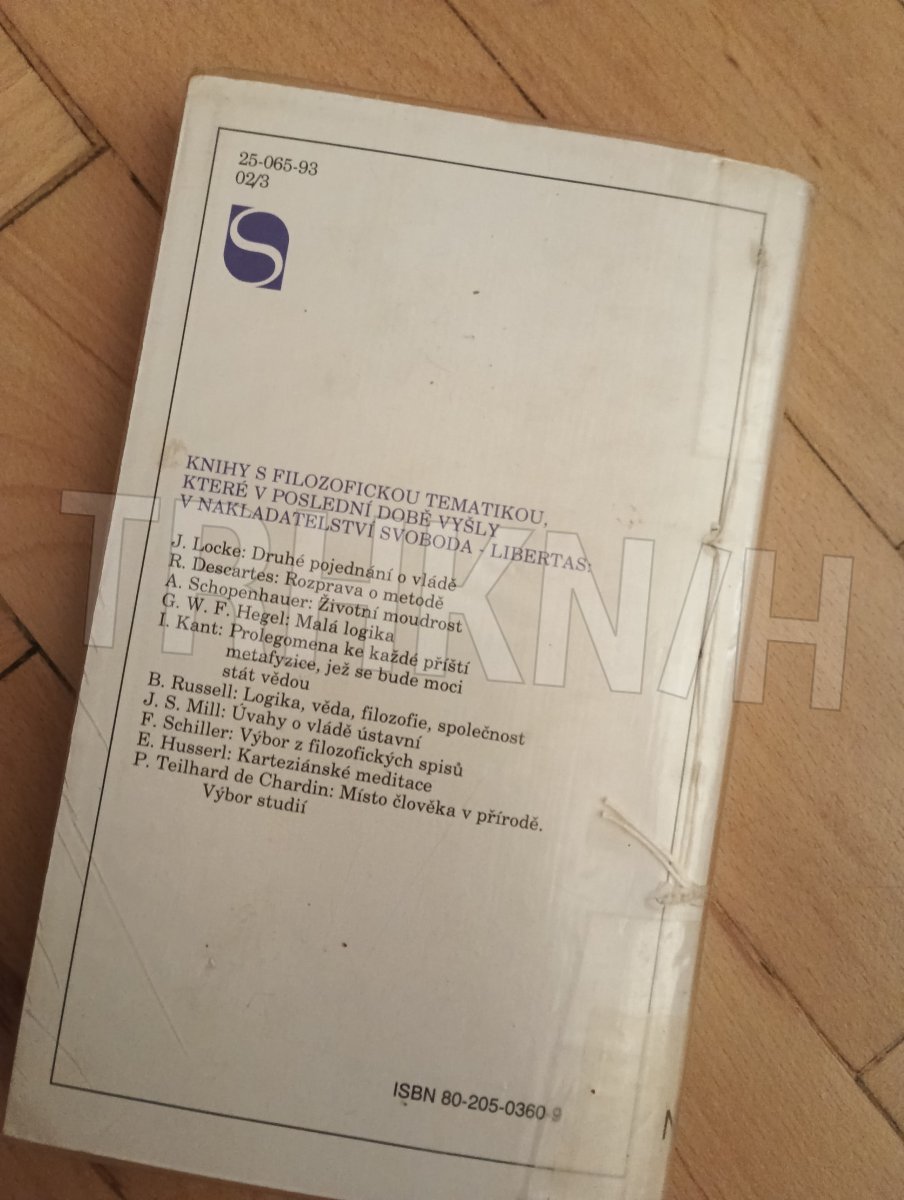 25-065-93
02/3
S
KNIHY S FILOZOFICKOU TEMATIKOU,
KTERÉ V POSLEDNÍ DOBĚ VYŠLY
V NAKLADATELSTVÍ SVOBODA - LIBERTAS:
J. Locke: Druhé pojednání o vládě
R. Descartes: Rozprava o metodě
A. Schopenhauer: Životní moudrost
G. W. F. Hegel: Malá logika
I. Kant: Prolegomena ke každé příští
metafyzice, jež se bude moci
stát vědou
B. Russell: Logika, věda, filozofie, společnost
J. S. Mill: Úvahy o vládě ústavní
F. Schiller: Výbor z filozofických spisů
E. Husserl: Karteziánské meditace
P. Teilhard de Chardin: Místo člověka v přírodě.
Výbor studií
TRHKNIH
ISBN 80-205-0360 9